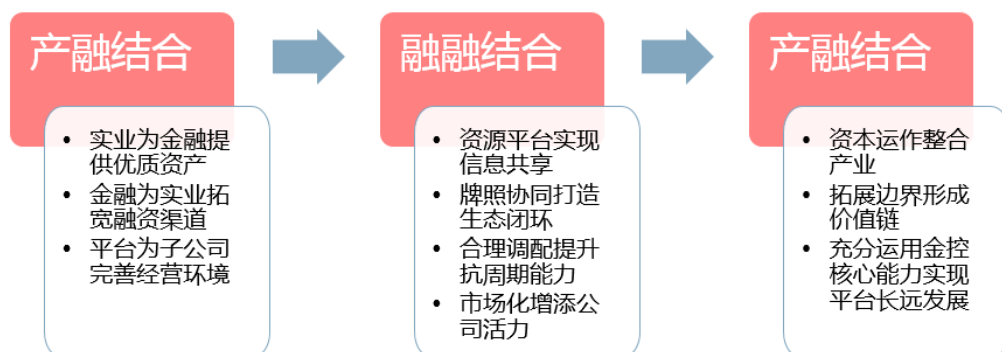 产融结合
• 实业为金融提
供优质资产
• 金融为实业拓
宽融资渠道
• 平台为子公司
完善经营环境
融融结合
• 资源平台实现
信息共享
• 牌照协同打造
生态闭环
• 合理调配提升
抗周期能力
• 市场化增添公
司活力
产融结合
• 资本运作整合
产业
• 拓展边界形成
价值链
• 充分运用金控
核心能力实现
平台长远发展